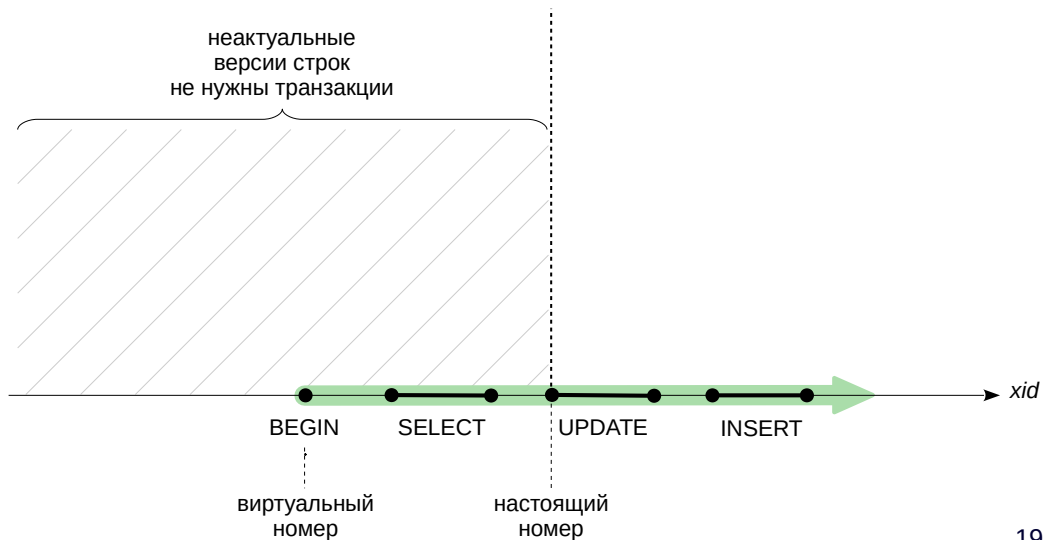 неактуальные
версии строк
не нужны транзакции
xid
BEGIN SELECT UPDATE INSERT
виртуальный
номер
настоящий
номер
19